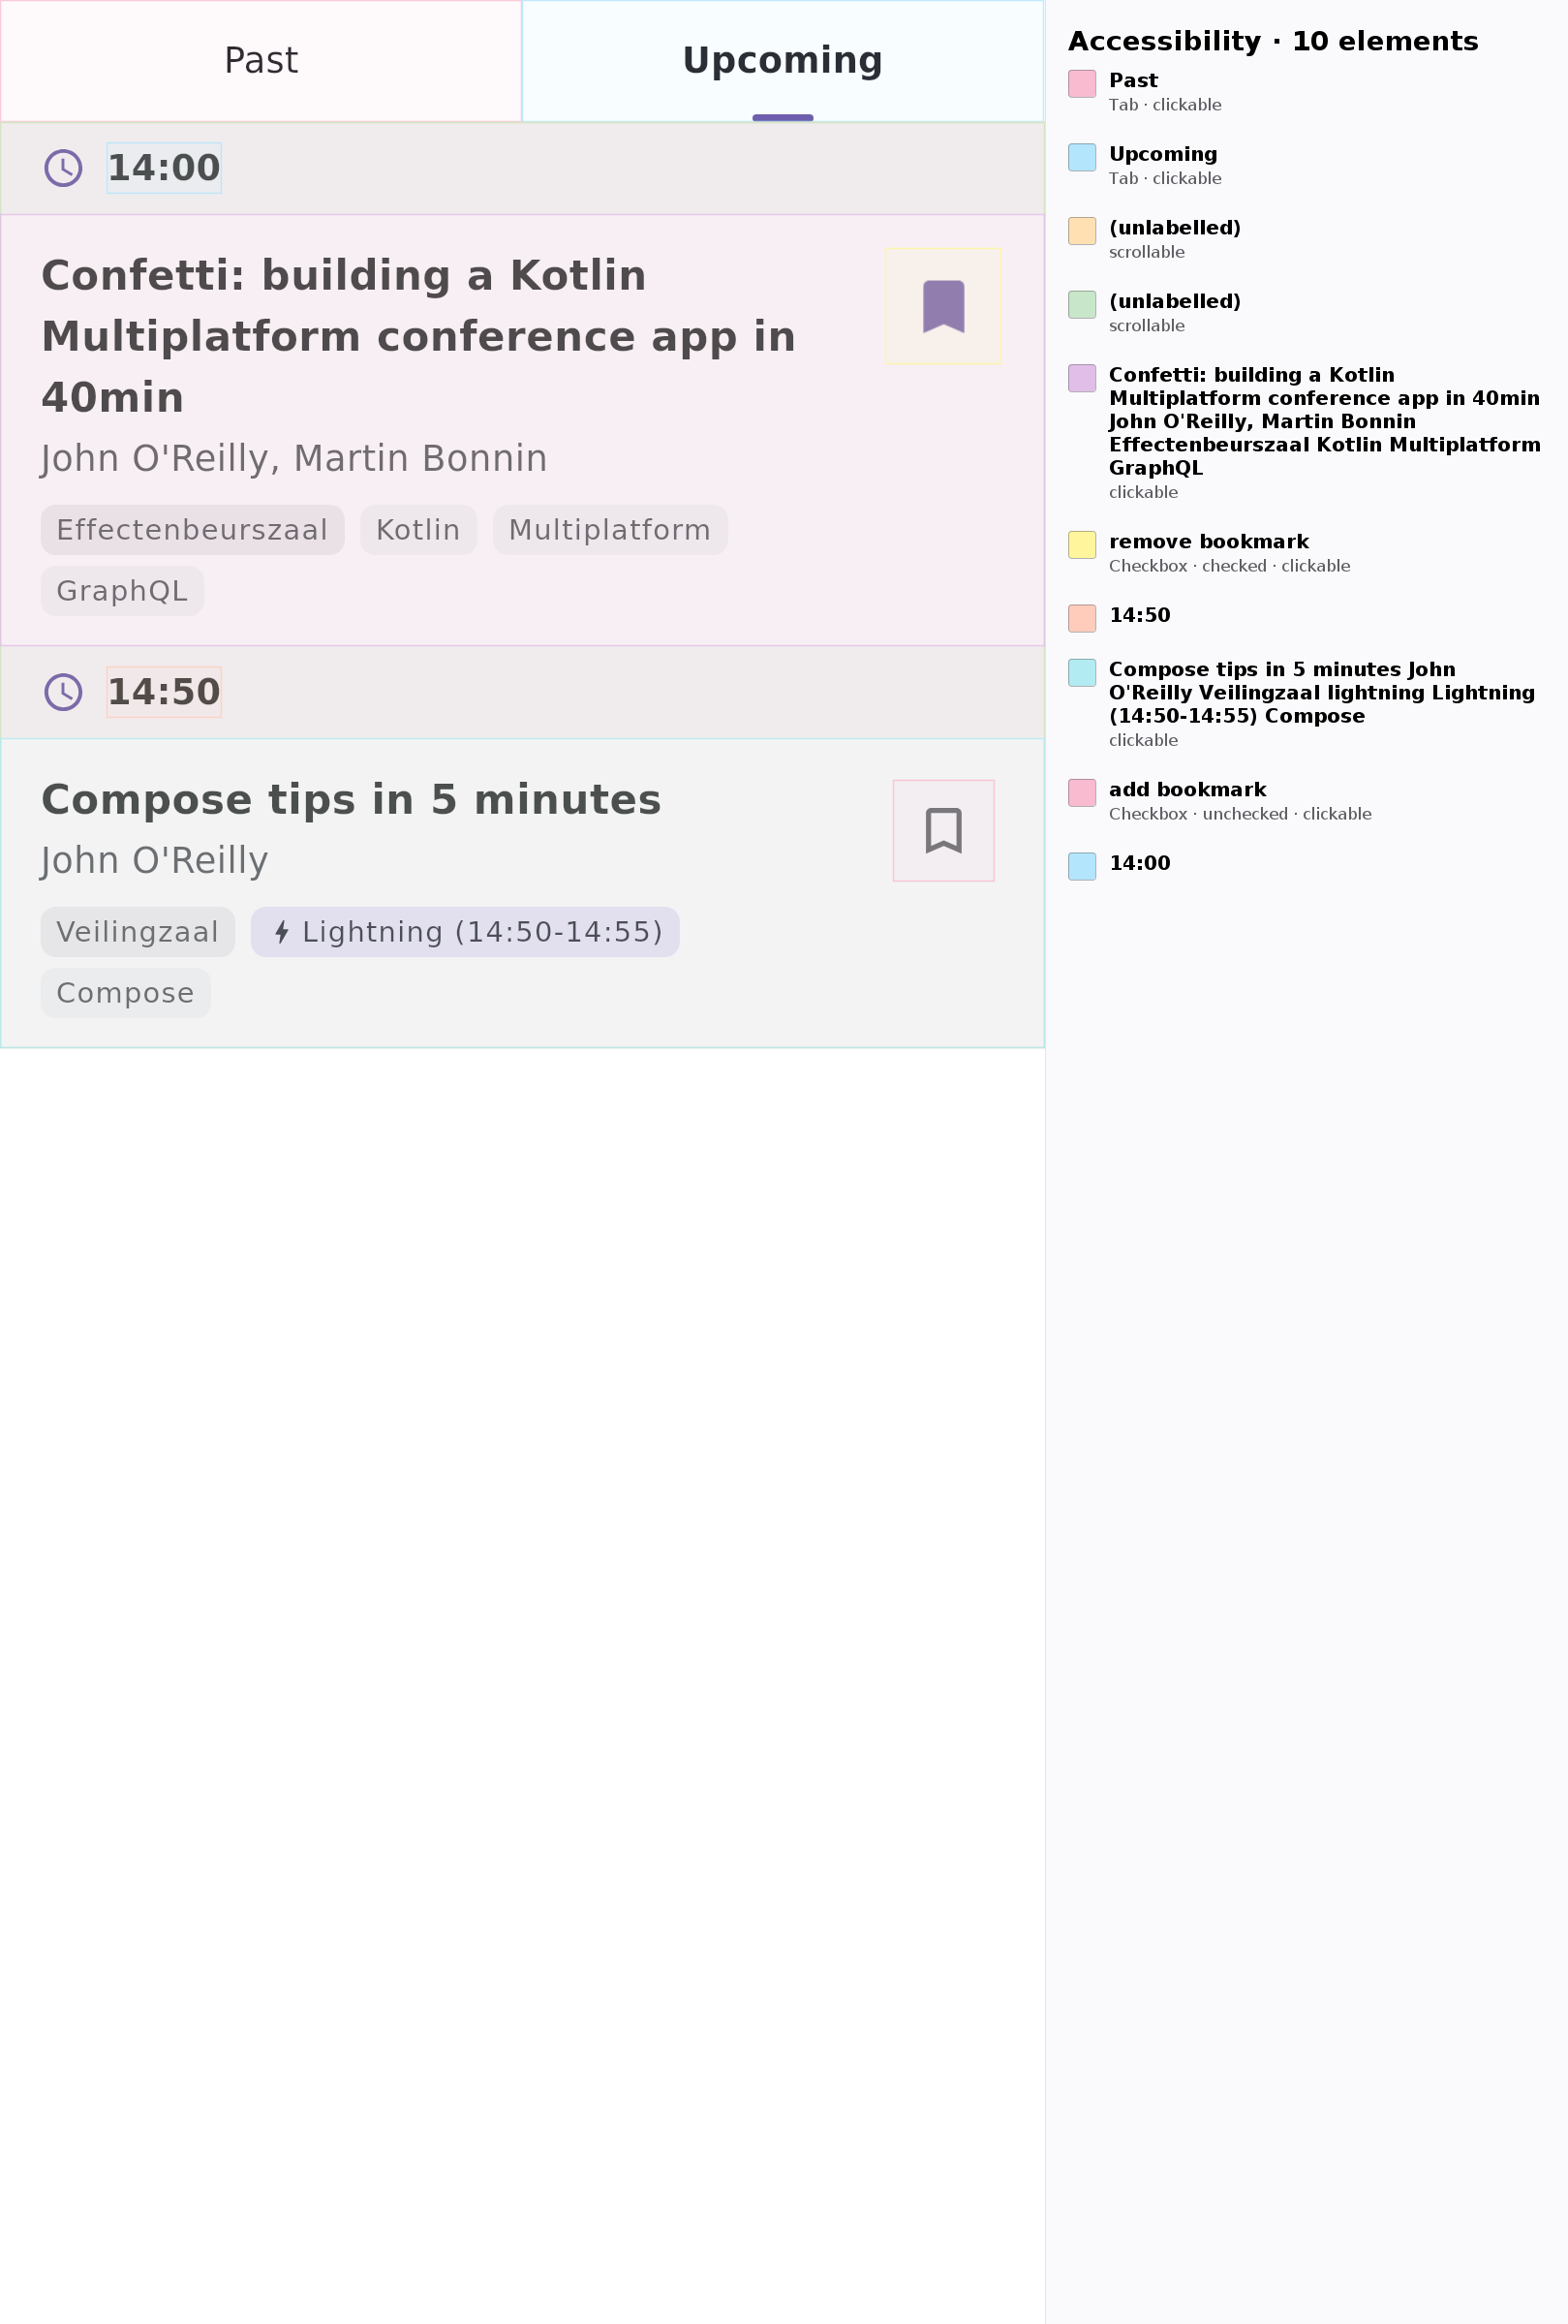 Past
Upcoming
14:00
Confetti: building a Kotlin
Multiplatform conference app in
40min
John O'Reilly, Martin Bonnin
Effectenbeurszaal
Kotlin
Multiplatform
GraphQL
14:50
Compose tips in 5 minutes
John O'Reilly
Veilingzaal
Lightning (14:50-14:55)
Compose
Accessibility · 10 elements
Past
Tab · clickable
Upcoming
Tab · clickable
(unlabelled)
scrollable
(unlabelled)
scrollable
Confetti: building a Kotlin
Multiplatform conference app in 40min
John O'Reilly, Martin Bonnin
Effectenbeurszaal Kotlin Multiplatform
GraphQL
clickable
remove bookmark
Checkbox · checked · clickable
14:50
Compose tips in 5 minutes John
O'Reilly Veilingzaal lightning Lightning
(14:50-14:55) Compose
clickable
add bookmark
Checkbox · unchecked · clickable
14:00